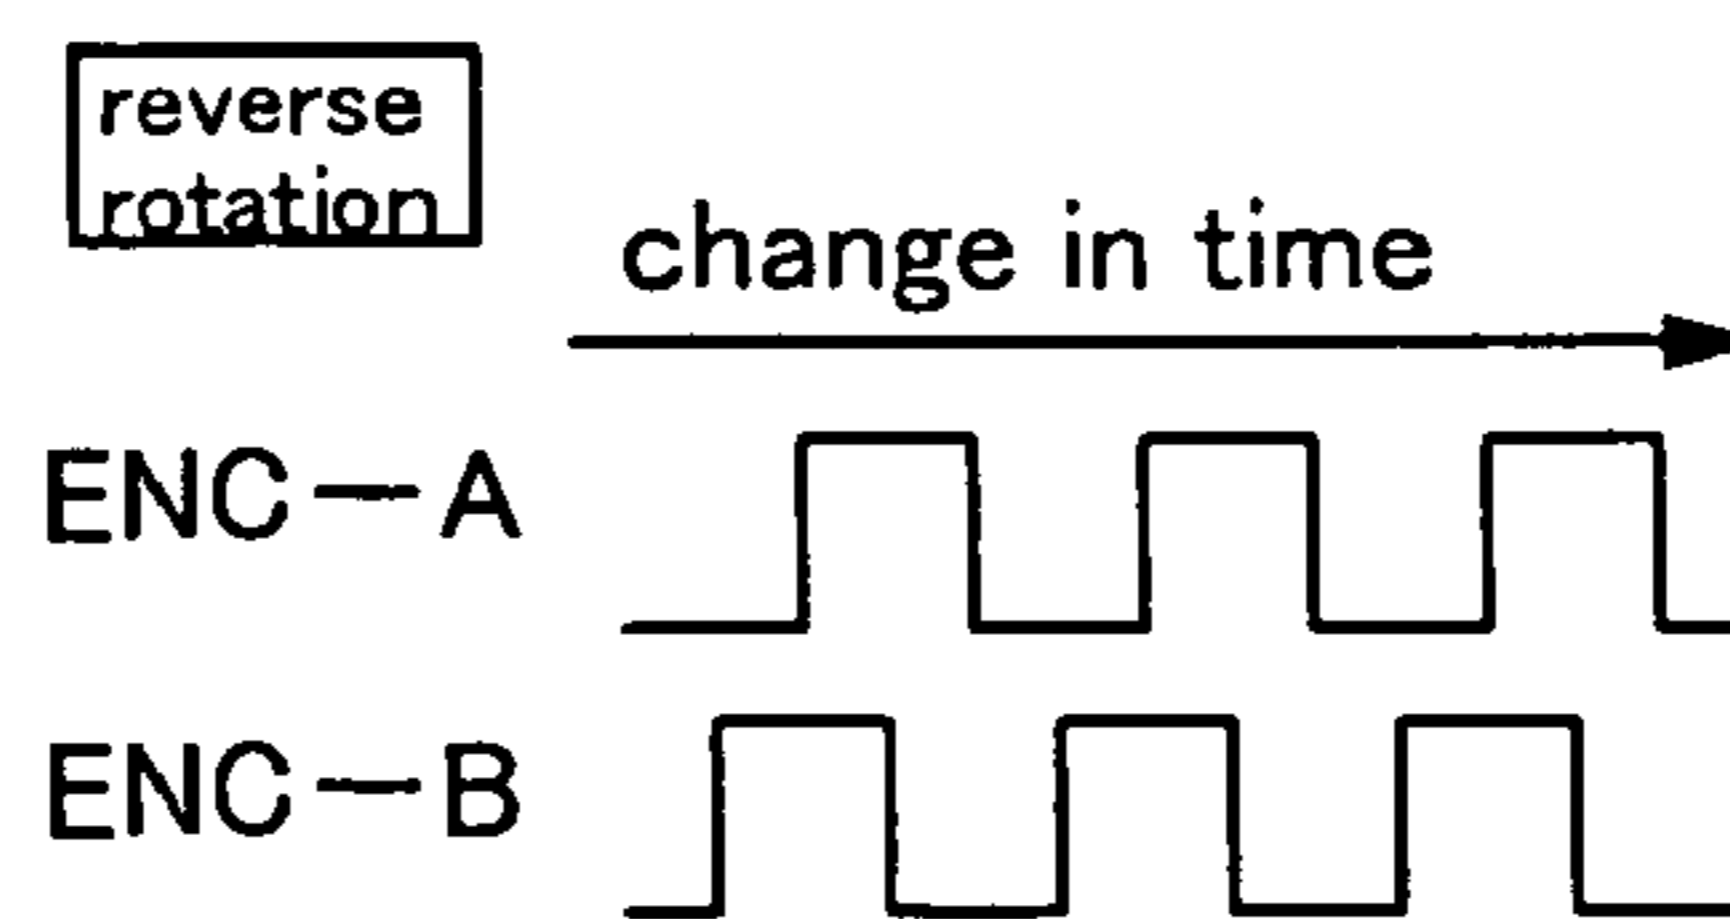 reverse
rotation
change in time
ENC－A
ENC－B